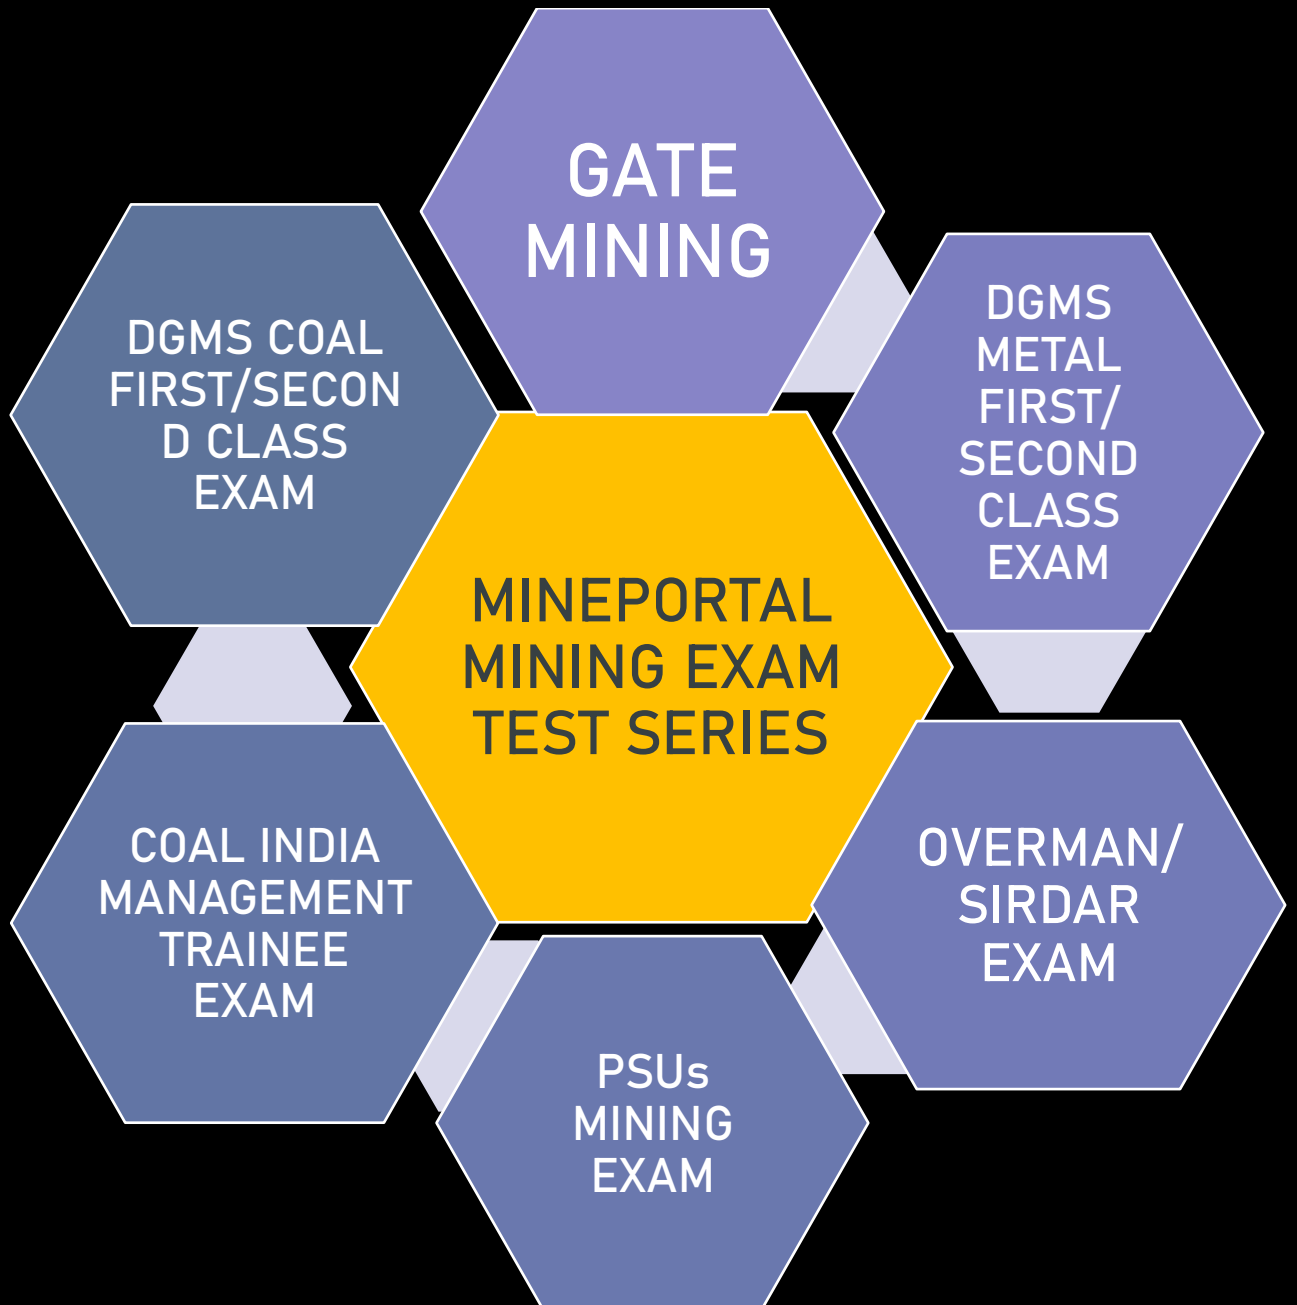 GATE
MINING
DGMS
METAL
FIRST/
SECOND
CLASS
EXAM
OVERMAN/
SIRDAR
EXAM
PSUs
MINING
EXAM
COAL INDIA
MANAGEMENT
TRAINEE
EXAM
DGMS COAL
FIRST/SECON
D CLASS
EXAM
MINEPORTAL
MINING EXAM
TEST SERIES